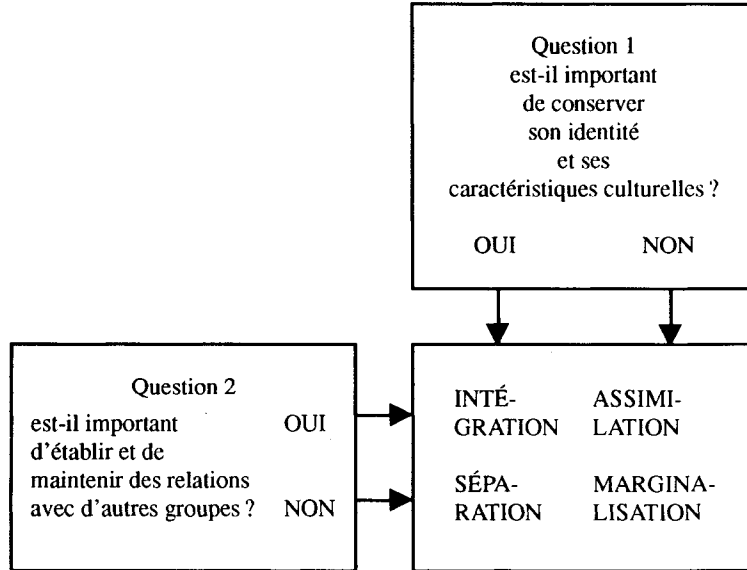 Question 1
est-il important
de conserver
son identité
et ses
caractéristiques culturelles ?
OUI NON
Question 2
est-il important OUI
d'établir et de
maintenir des relations
avec d'autres groupes ? NON
INTÉ- ASSIMI-
GRATION LATION
SÉPA- MARGINA-
RATION LISATION